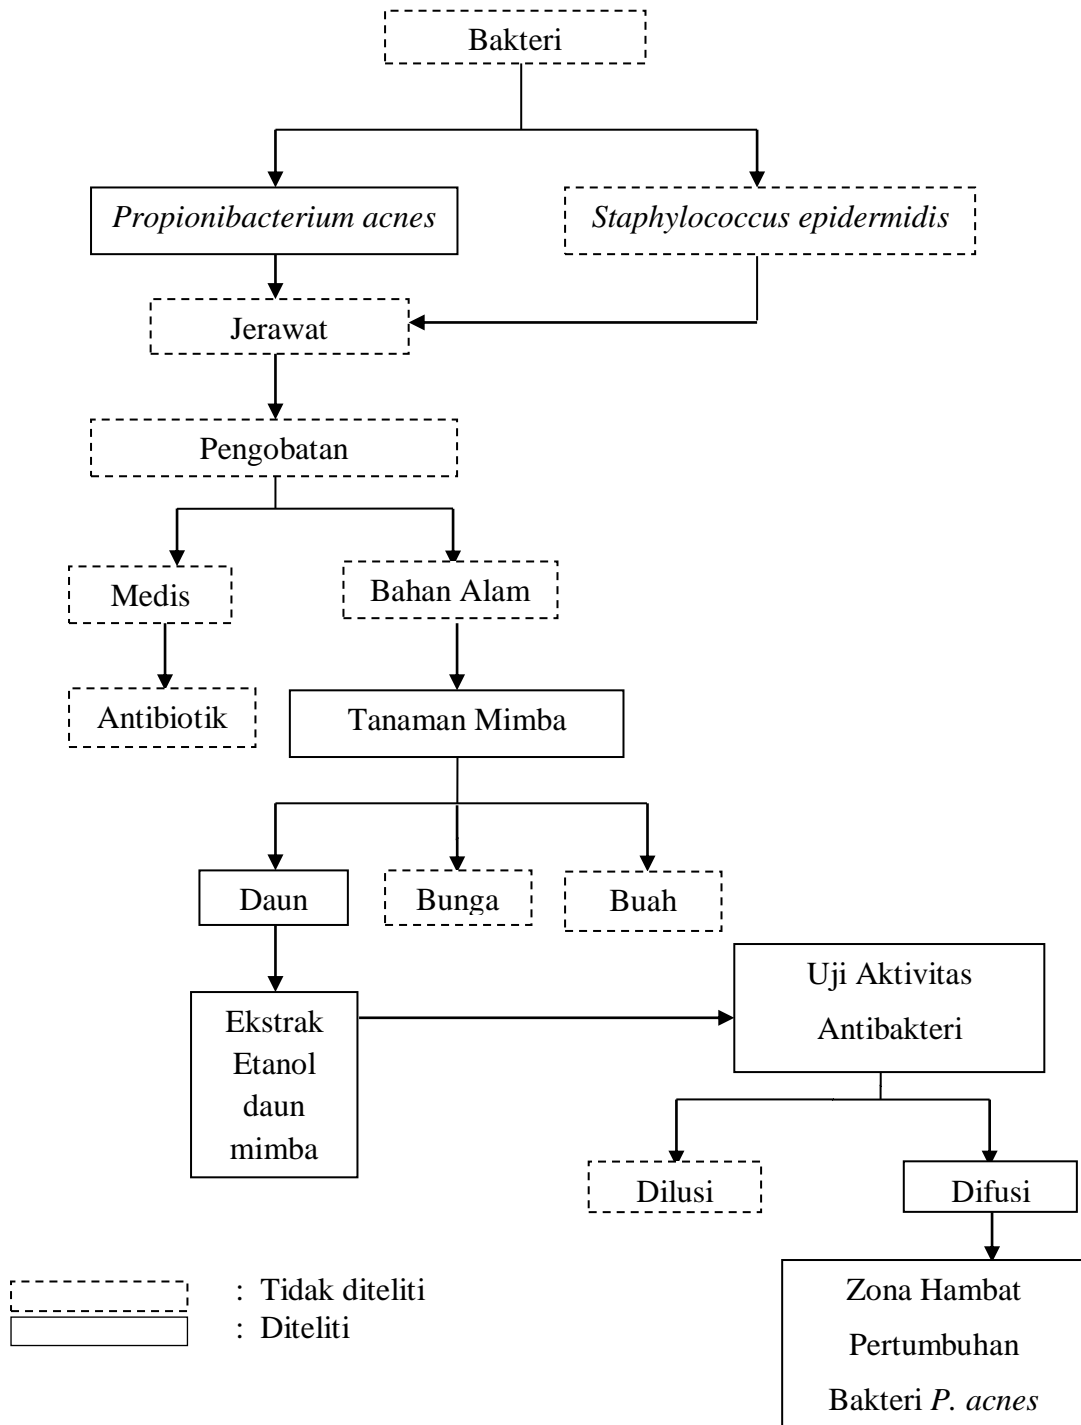 Bakteri
Propionibacterium acnes
Staphylococcus epidermidis
Jerawat
Pengobatan
Medis
Bahan Alam
Antibiotik
Tanaman Mimba
Daun
Bunga
Buah
Ekstrak
Etanol
daun
mimba
Uji Aktivitas
Antibakteri
Dilusi
Difusi
Zona Hambat
Pertumbuhan
Bakteri P. acnes
: Tidak diteliti
: Diteliti